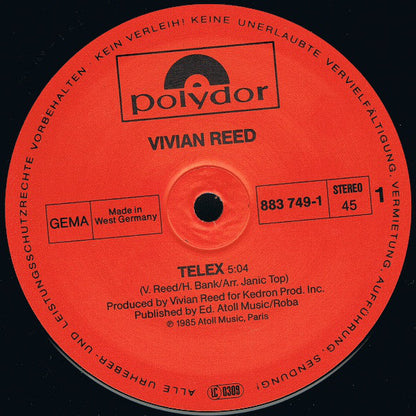 KEIN VERLEIH! KEINE UNERLAUBTE VERVIELFÄLTIGUNG, VERMIETUNG, AUFFÜHRUNG, SENDUNG!
ALLE URHEBER- UND LEISTUNGSSCHUTZRECHTE VORBEHALTEN
polydor
VIVIAN REED
GEMA
Made in
West Germany
883 749-1
STEREO
45
1
TELEX 5:04
(V. Reed/H. Bank/Arr. Janic Top)
Produced by Vivian Reed for Kedron Prod. Inc.
Published by Ed. Atoll Music/Roba
℗ 1985 Atoll Music, Paris
LC 0309